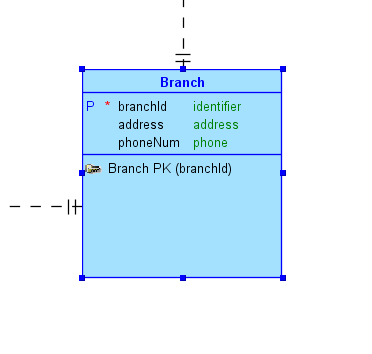 Branch
P * branchId identifier
address address
phoneNum phone
Branch PK (branchId)